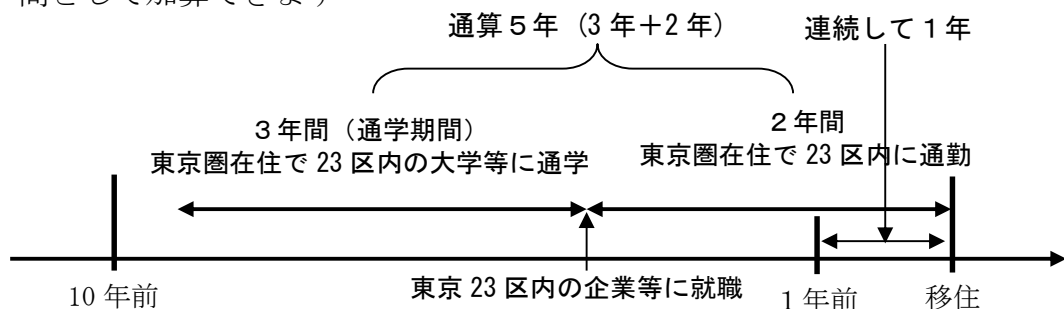 間として加算できます
通算５年（3 年＋2 年）
連続して１年
３年間（通学期間）
東京圏在住で 23 区内の大学等に通学
２年間
東京圏在住で 23 区内に通勤
東京 23 区内の企業等に就職
10 年前
１年前
移住